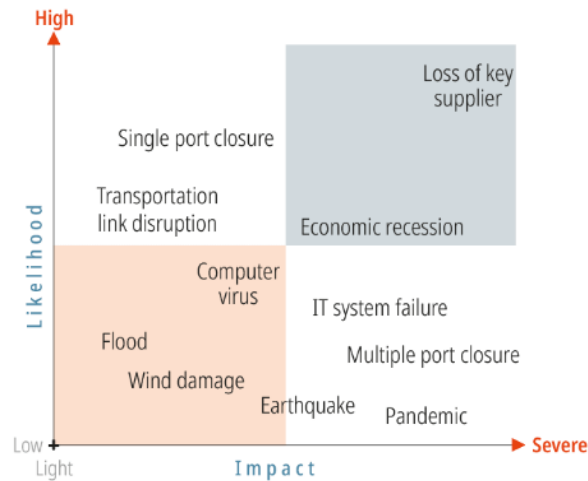 High
Loss of key
supplier
Single port closure
Transportation
link disruption
Economic recession
Likelihood
Computer
virus
IT system failure
Flood
Multiple port closure
Wind damage
Earthquake
Pandemic
Low
Severe
Light
Impact